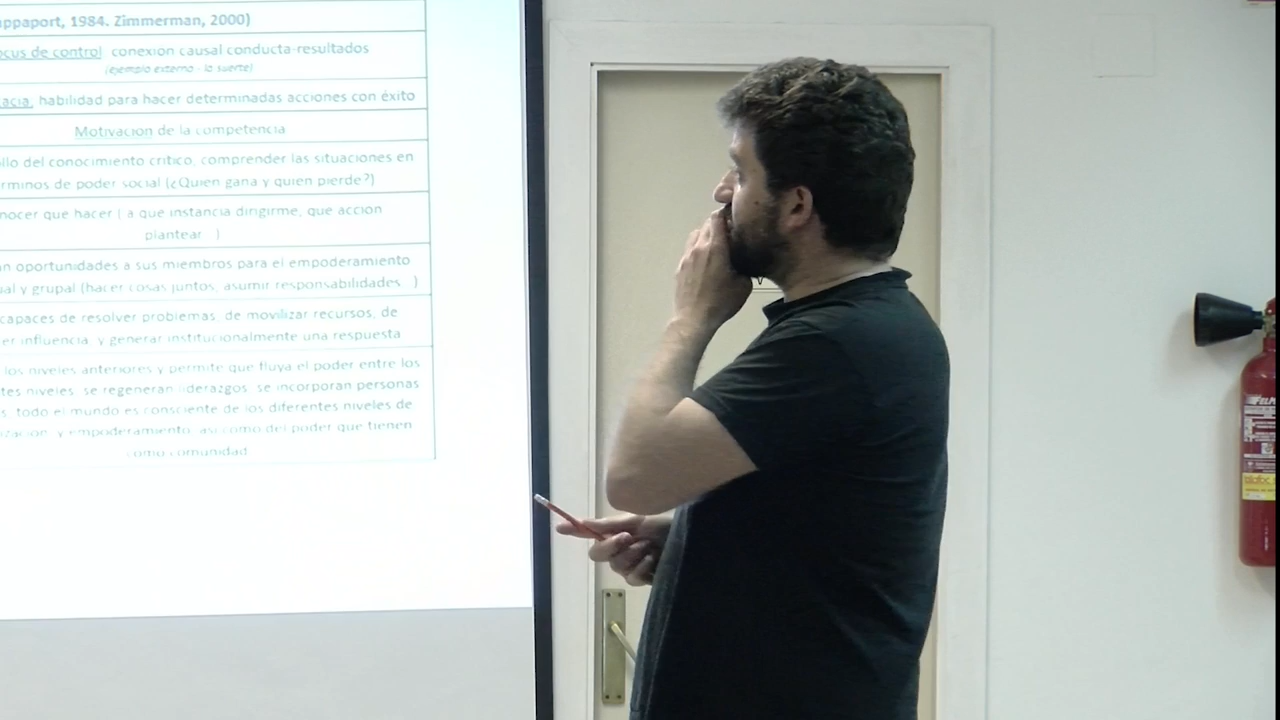 appaport, 1984. Zimmerman, 2000)
ocus de control: conexion causal conducta-resultados
(ejemplo externo - la suerte)
acia, habilidad para hacer determinadas acciones con éxito
Motivacion de la competencia
ollo del conocimiento critico, comprender las situaciones en
rminos de poder social (¿Quien gana y quien pierde?)
nocer que hacer ( a que instancia dirigirme, que accion
plantear...)
an oportunidades a sus miembros para el empoderamiento
ual y grupal (hacer cosas juntos, asumir responsabilidades...)
capaces de resolver problemas, de movilizar recursos, de
er influencia, y generar institucionalmente una respuesta
los niveles anteriores y permite que fluya el poder entre los
tes niveles, se regeneran liderazgos, se incorporan personas
s, todo el mundo es consciente de los diferentes niveles de
ización, y empoderamiento, asi como del poder que tienen
como comunidad